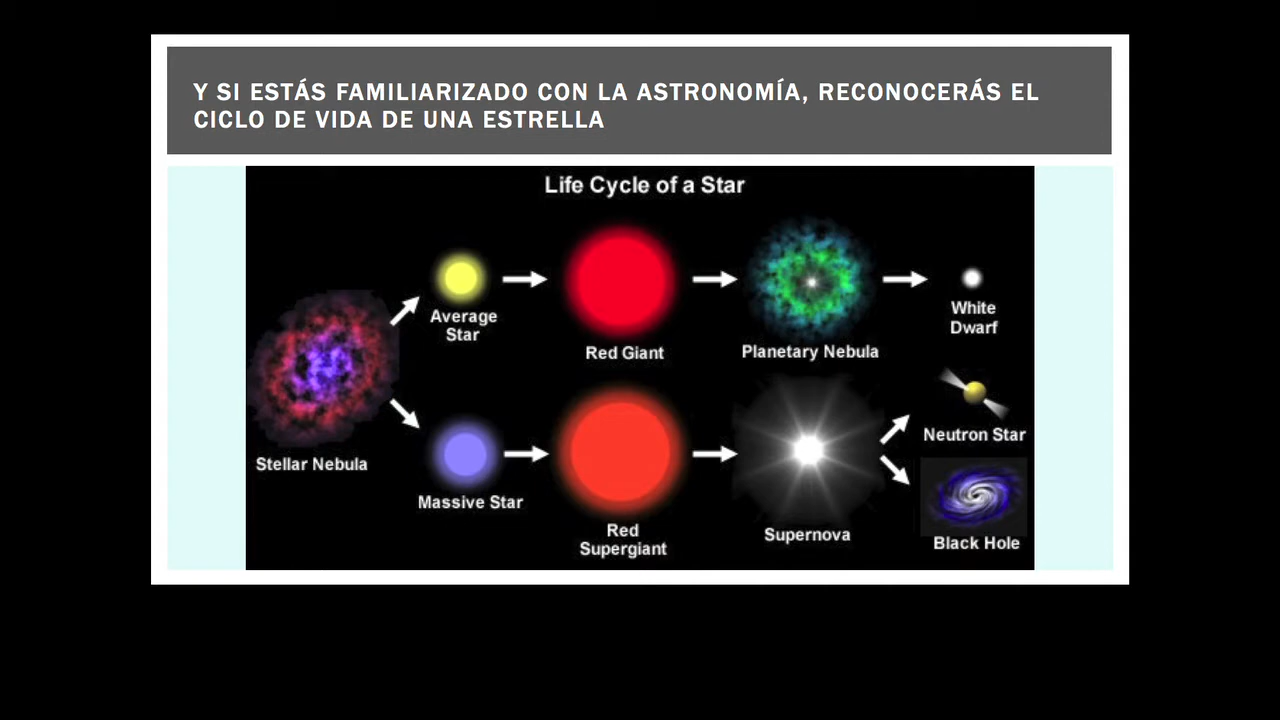 Y SI ESTÁS FAMILIARIZADO CON LA ASTRONOMÍA, RECONOCERÁS EL
CICLO DE VIDA DE UNA ESTRELLA
Life Cycle of a Star
Average
Star
Red Giant
Planetary Nebula
White
Dwarf
Stellar Nebula
Massive Star
Red
Supergiant
Supernova
Neutron Star
Black Hole